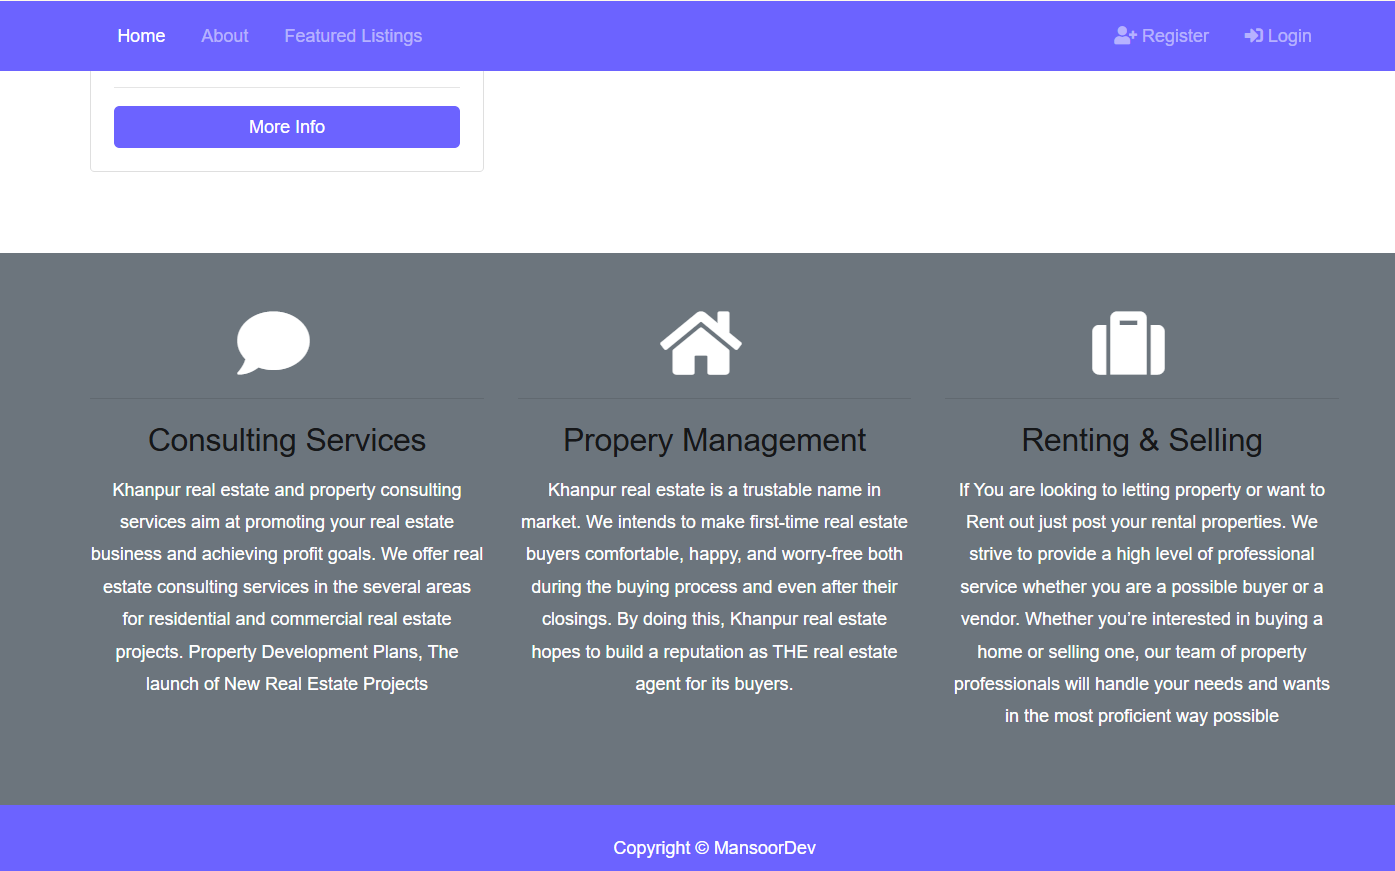 Home About Featured Listings Register Login
More Info
Consulting Services
Khanpur real estate and property consulting
services aim at promoting your real estate
business and achieving profit goals. We offer real
estate consulting services in the several areas
for residential and commercial real estate
projects. Property Development Plans, The
launch of New Real Estate Projects
Propery Management
Khanpur real estate is a trustable name in
market. We intends to make first-time real estate
buyers comfortable, happy, and worry-free both
during the buying process and even after their
closings. By doing this, Khanpur real estate
hopes to build a reputation as THE real estate
agent for its buyers.
Renting & Selling
If You are looking to letting property or want to
Rent out just post your rental properties. We
strive to provide a high level of professional
service whether you are a possible buyer or a
vendor. Whether you’re interested in buying a
home or selling one, our team of property
professionals will handle your needs and wants
in the most proficient way possible
Copyright © MansoorDev